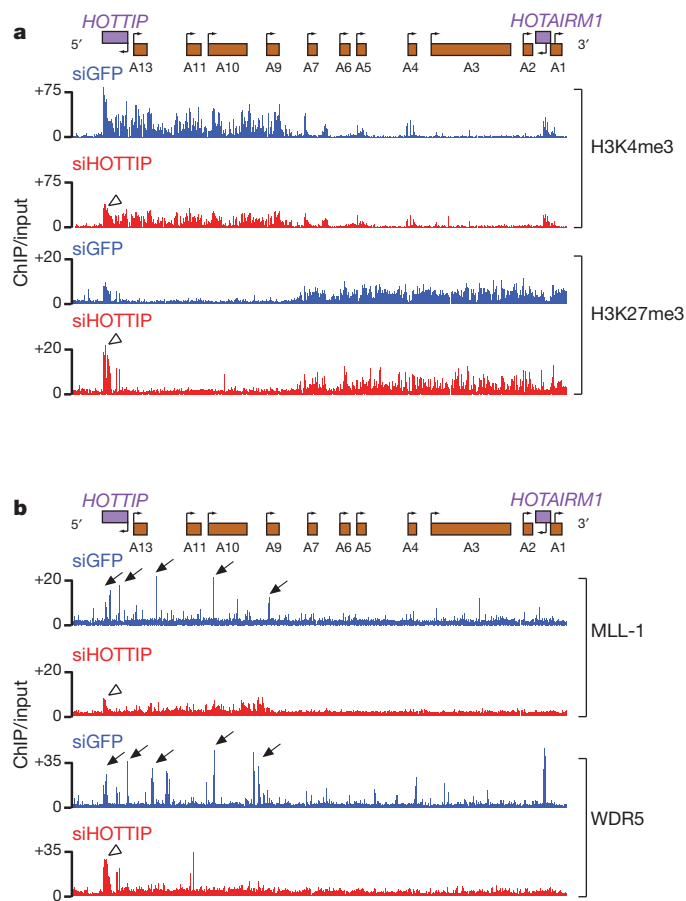 a
HOTTIP
HOTAIRM1
5′
3′
A13 A11 A10 A9 A7 A6 A5 A4 A3 A2 A1
ChIP/input
siGFP
+75
0
siHOTTIP
+75
0
H3K4me3
siGFP
+20
0
siHOTTIP
+20
0
H3K27me3
b
HOTTIP
HOTAIRM1
5′
3′
A13 A11 A10 A9 A7 A6 A5 A4 A3 A2 A1
ChIP/input
siGFP
+20
0
siHOTTIP
+20
0
MLL-1
siGFP
+35
0
siHOTTIP
+35
0
WDR5